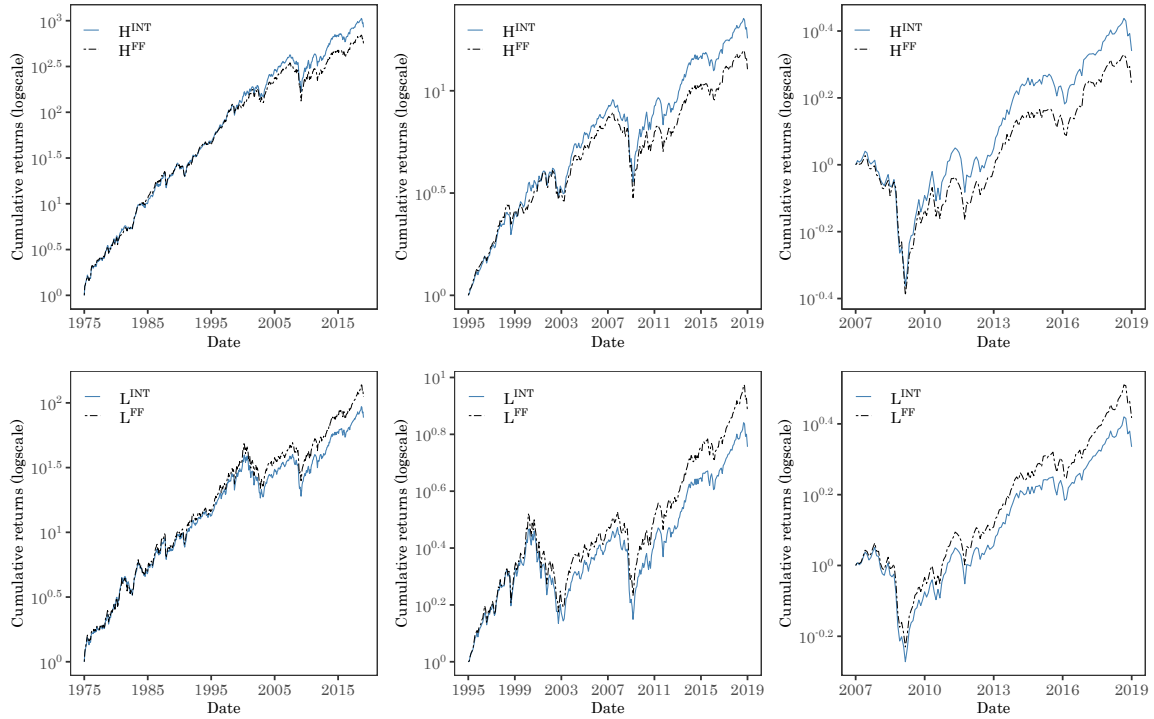 Cumulative returns (logscale)
10^3
10^2.5
10^2
10^1.5
10^1
10^0.5
10^0
H^INT
H^FF
1975 1985 1995 2005 2015
Date
Cumulative returns (logscale)
10^1
10^0.5
10^0
H^INT
H^FF
1995 1999 2003 2007 2011 2015 2019
Date
Cumulative returns (logscale)
10^0.4
10^0.2
10^0
10^-0.2
10^-0.4
H^INT
H^FF
2007 2010 2013 2016 2019
Date
Cumulative returns (logscale)
10^2
10^1.5
10^1
10^0.5
10^0
L^INT
L^FF
1975 1985 1995 2005 2015
Date
Cumulative returns (logscale)
10^1
10^0.8
10^0.6
10^0.4
10^0.2
10^0
L^INT
L^FF
1995 1999 2003 2007 2011 2015 2019
Date
Cumulative returns (logscale)
10^0.4
10^0.2
10^0
10^-0.2
L^INT
L^FF
2007 2010 2013 2016 2019
Date